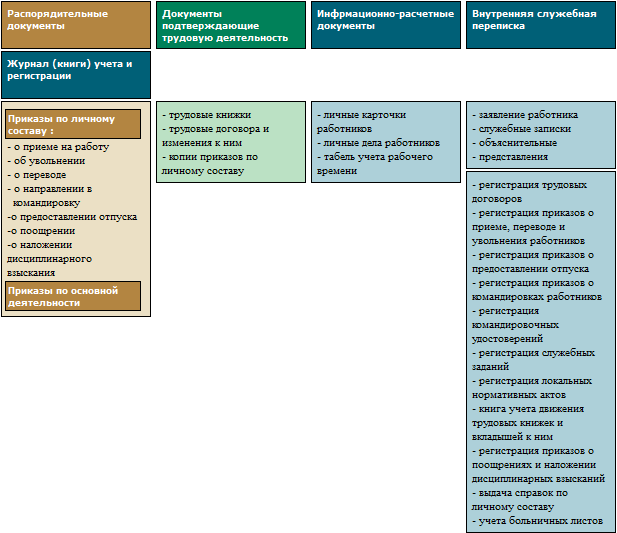 Распорядительные
документы
Документы
подтверждающие
трудовую деятельность
Инфрмационно-расчетные
документы
Внутренняя служебная
переписка
Журнал (книги) учета и
регистрации
Приказы по личному
составу :
- о приеме на работу
- об увольнении
- о переводе
- о направлении в
командировку
-о предоставлении отпуска
-о поощрении
-о наложении
дисциплинарного
взыскания
Приказы по основной
деятельности
- трудовые книжки
- трудовые договора и
изменения к ним
- копии приказов по
личному составу
- личные карточки
работников
- личные дела работников
- табель учета рабочего
времени
- заявление работника
- служебные записки
- объяснительные
- представления
- регистрация трудовых
договоров
- регистрация приказов о
приеме, переводе и
увольнения работников
- регистрация приказов о
предоставлении отпуска
- регистрация приказов о
командировках работников
- регистрация
командировочных
удостоверений
- регистрация служебных
заданий
- регистрация локальных
нормативных актов
- книга учета движения
трудовых книжек и
вкладышей к ним
- регистрация приказов о
поощрениях и наложении
дисциплинарных взысканий
- выдача справок по
личному составу
- учета больничных листов